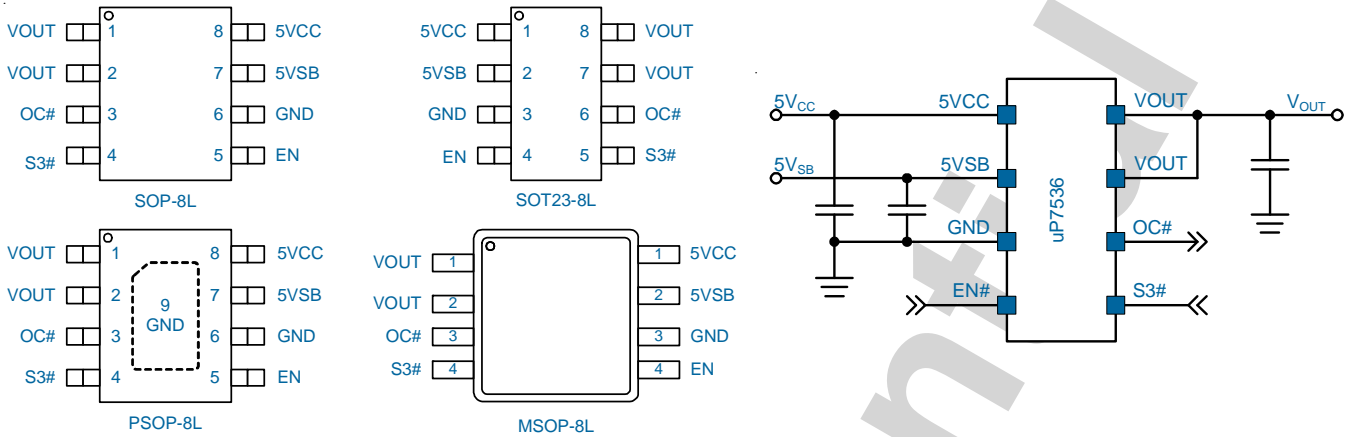 VOUT 1 8 5VCC
VOUT 2 7 5VSB
OC# 3 6 GND
S3# 4 5 EN
SOP-8L
5VCC 1 8 VOUT
5VSB 2 7 VOUT
GND 3 6 OC#
EN 4 5 S3#
SOT23-8L
VOUT 1 8 5VCC
VOUT 2 7 5VSB
OC# 3 6 GND
S3# 4 5 EN
9
GND
PSOP-8L
VOUT 1 1 5VCC
VOUT 2 2 5VSB
OC# 3 3 GND
S3# 4 4 EN
MSOP-8L
5VCC 5VCC VOUT VOUT
5VSB 5VSB VOUT
GND OC#
EN# S3#
uP7536